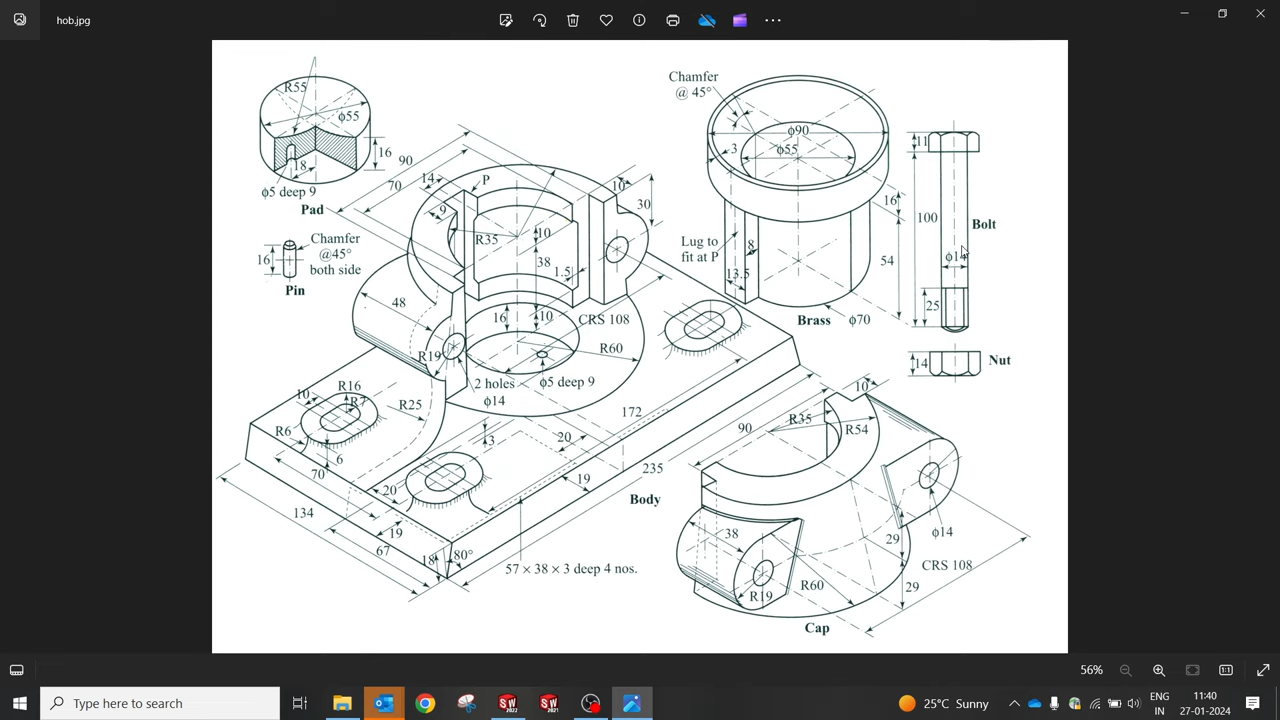 hob.jpg
R55
ϕ55
16
18
ϕ5 deep 9
Pad
16
Chamfer
@45°
both side
Pin
90
70
14
P
9
10
30
R35
10
38
1.5
16
10
CRS 108
R60
48
R19
2 holes
ϕ14
ϕ5 deep 9
R16
10
R7
R25
R6
6
70
3
20
172
20
19
235
Body
134
19
67
18
80°
57 × 38 × 3 deep 4 nos.
Chamfer
@ 45°
ϕ90
3
ϕ55
16
Lug to
fit at P
8
13.5
54
Brass
ϕ70
11
100
Bolt
ϕ14
25
14
Nut
10
90
R35
R54
38
ϕ14
29
CRS 108
29
R19
R60
Cap
56%
1:1
Type here to search
SW
2022
SW
2021
25°C Sunny
ENG
IN
11:40
27-01-2024